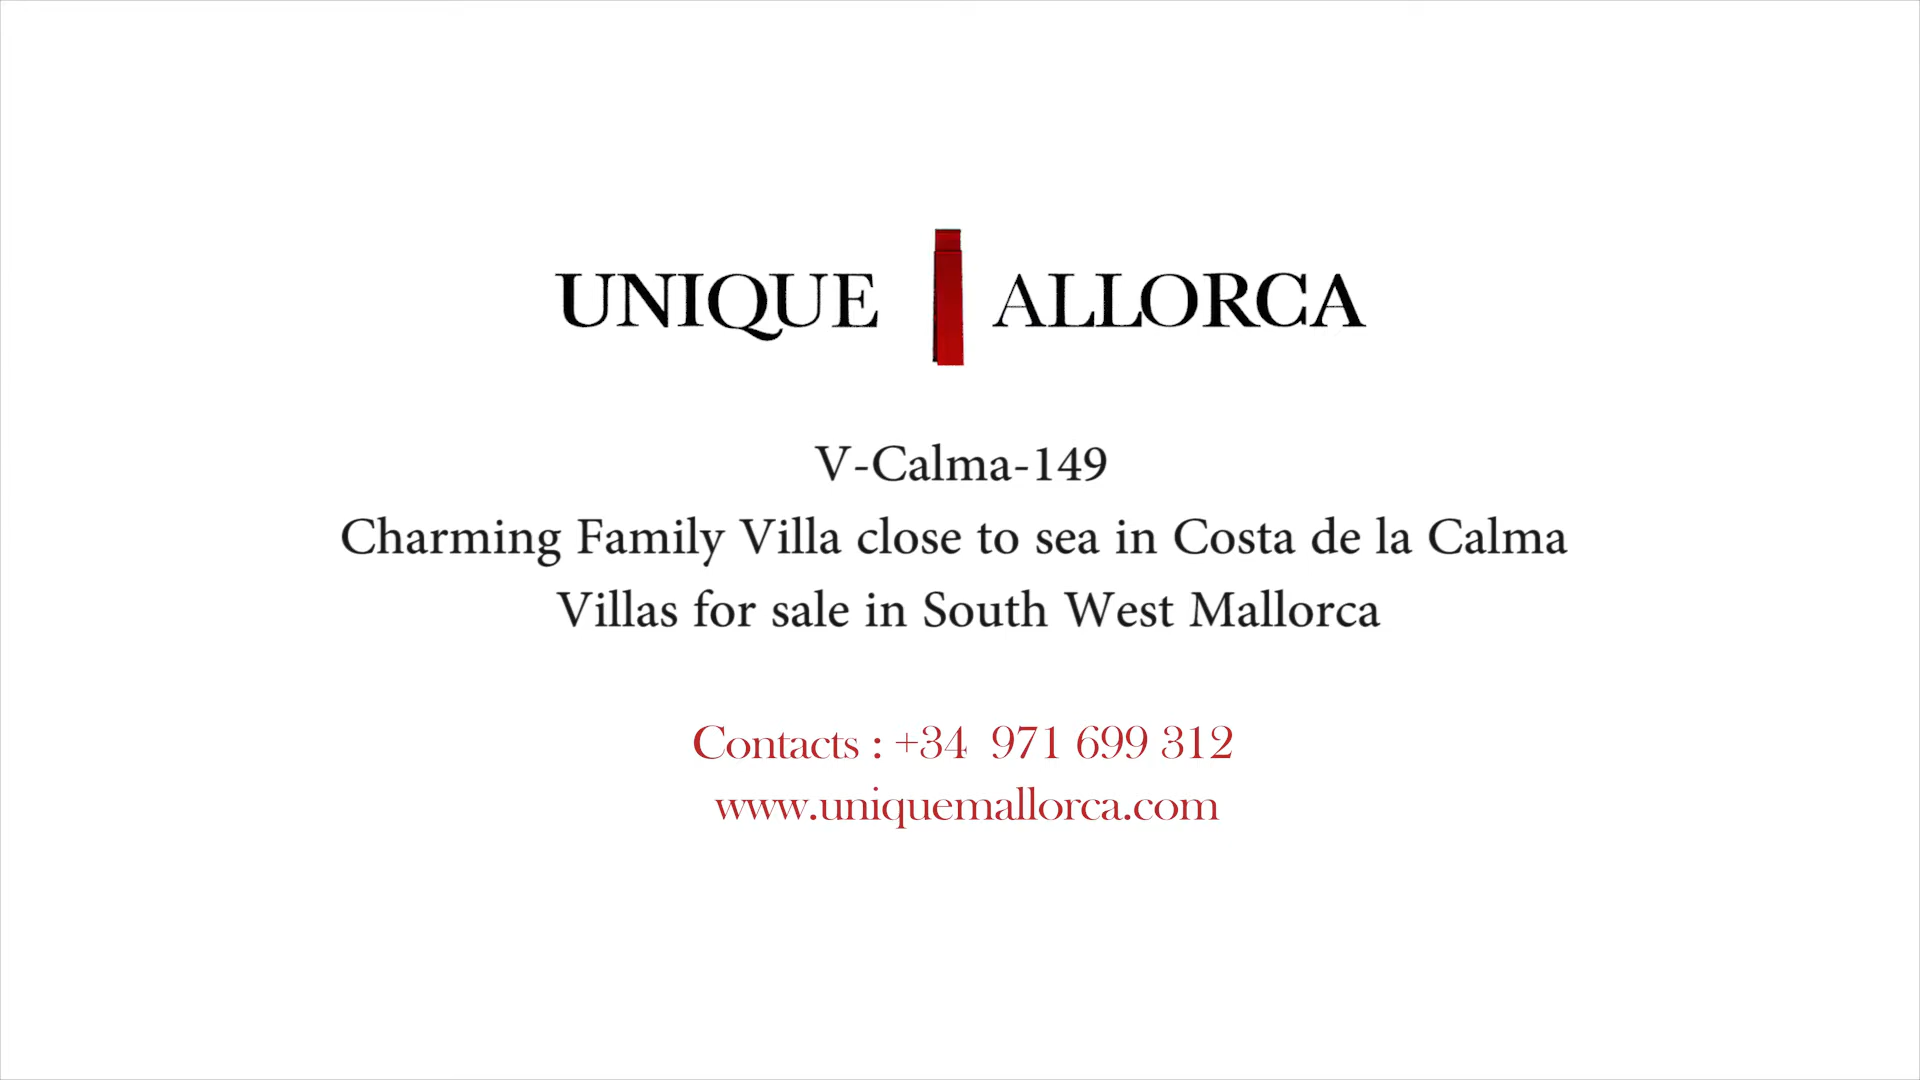 UNIQUE ALLORCA
V-Calma-149
Charming Family Villa close to sea in Costa de la Calma
Villas for sale in South West Mallorca
Contacts : +34 971 699 312
www.uniquemallorca.com